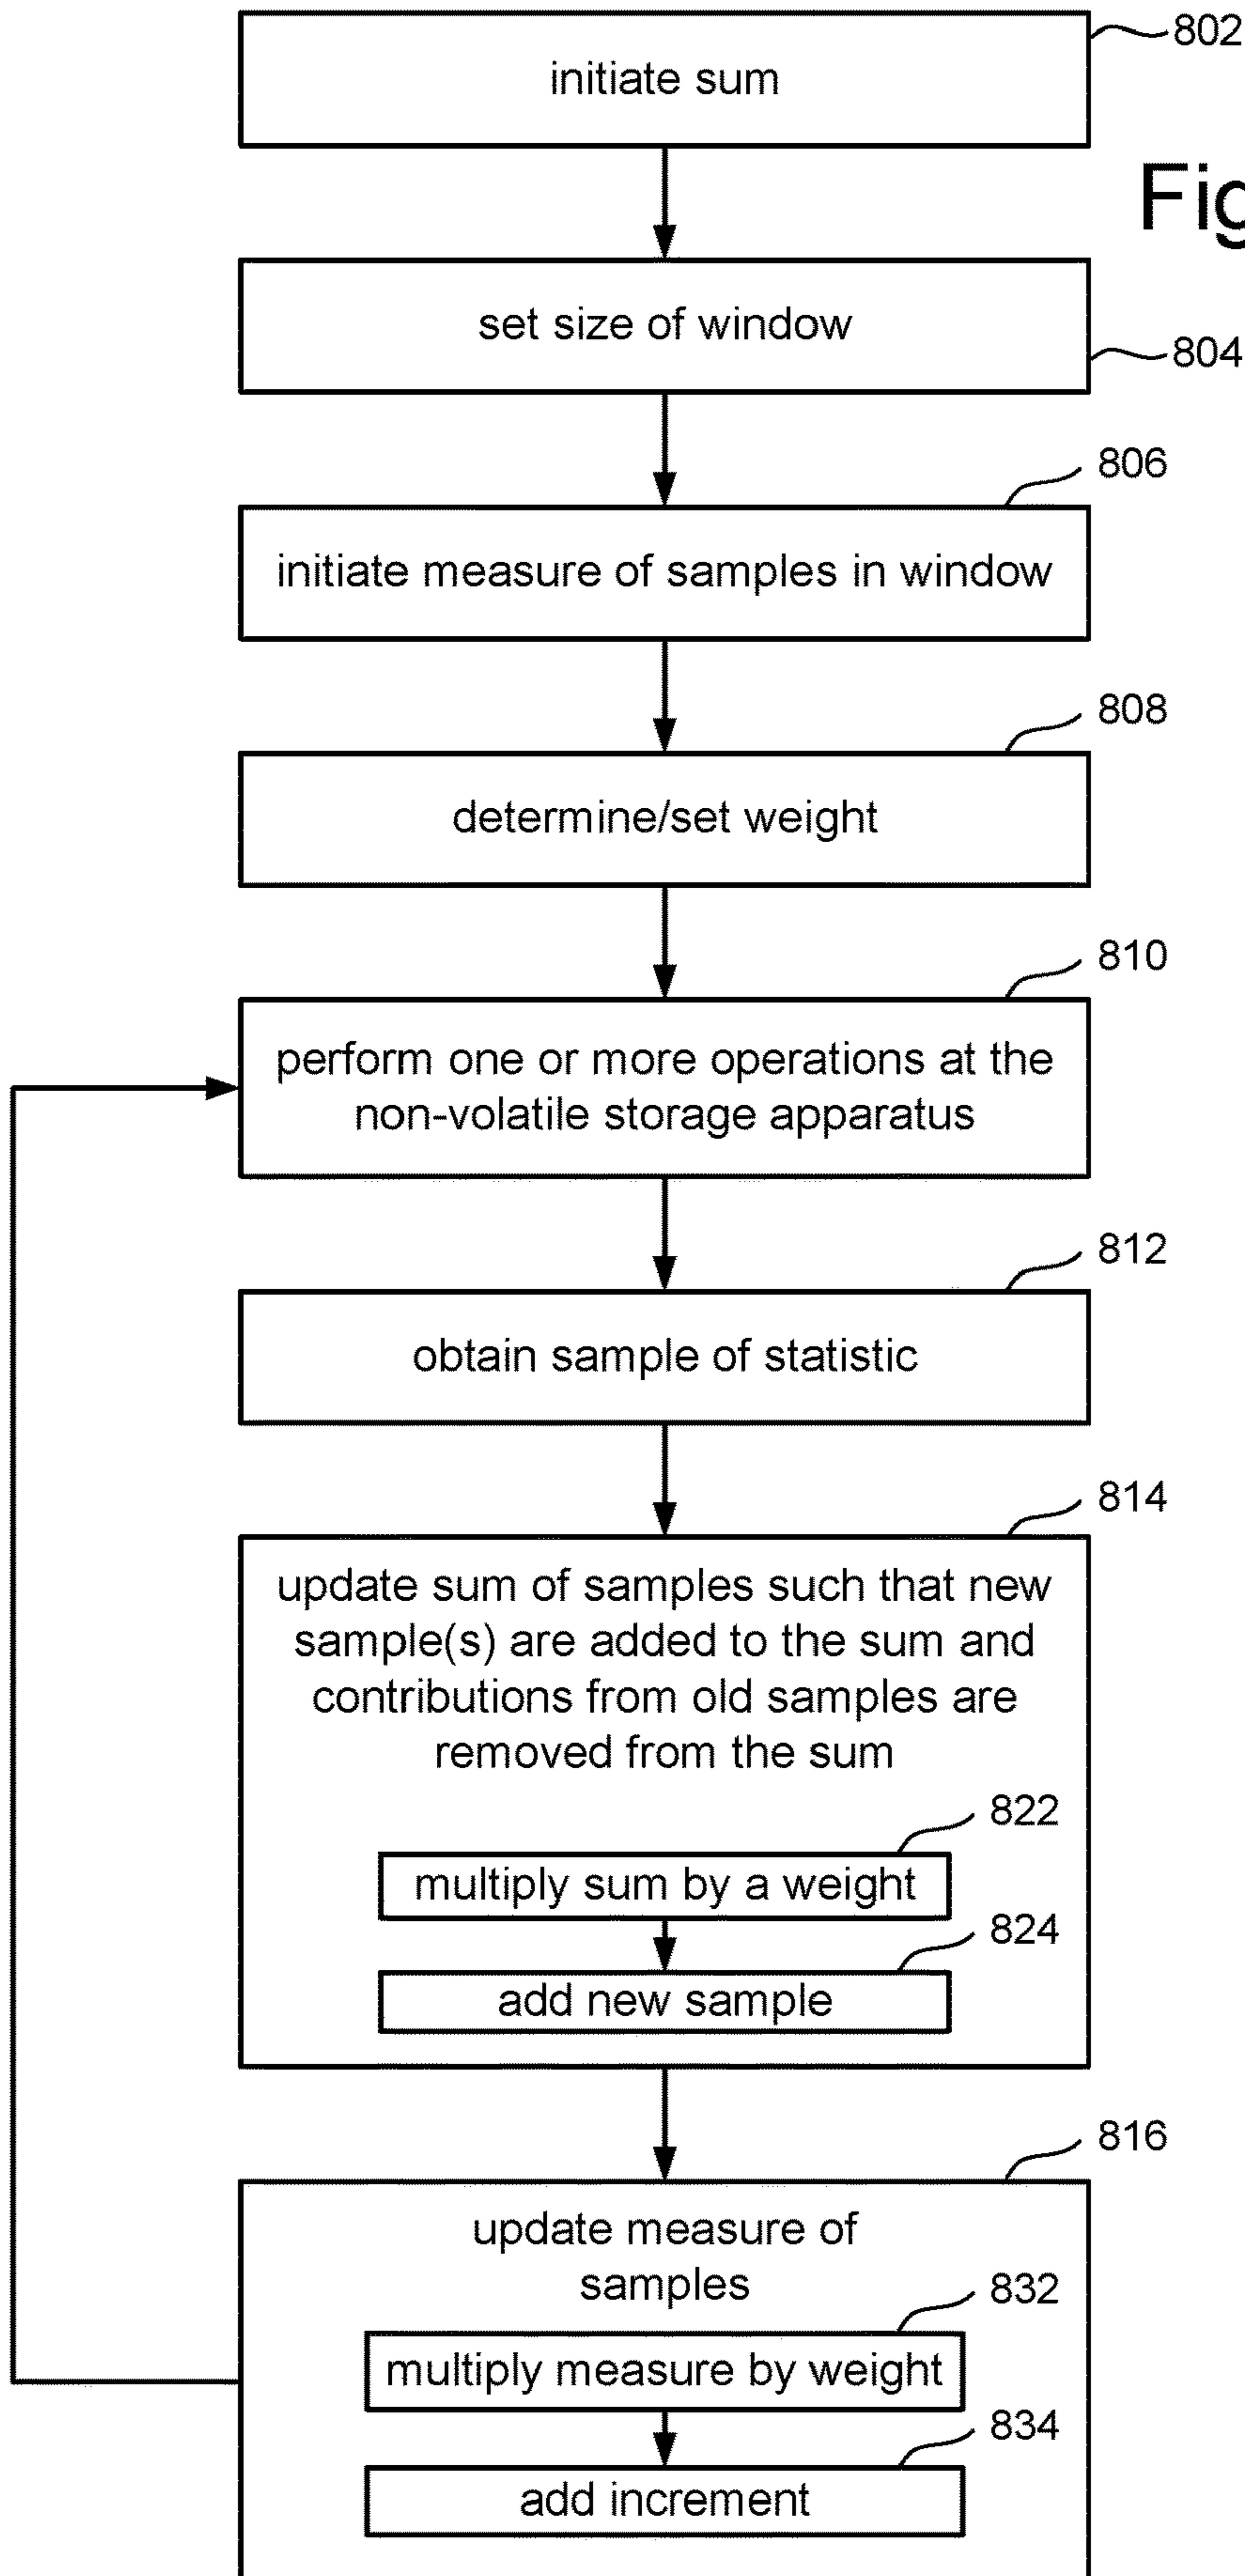 802
initiate sum
Fig
set size of window
804
806
initiate measure of samples in window
808
determine/set weight
810
perform one or more operations at the
non-volatile storage apparatus
812
obtain sample of statistic
814
update sum of samples such that new
sample(s) are added to the sum and
contributions from old samples are
removed from the sum
822
multiply sum by a weight
824
add new sample
816
update measure of
samples
832
multiply measure by weight
834
add increment